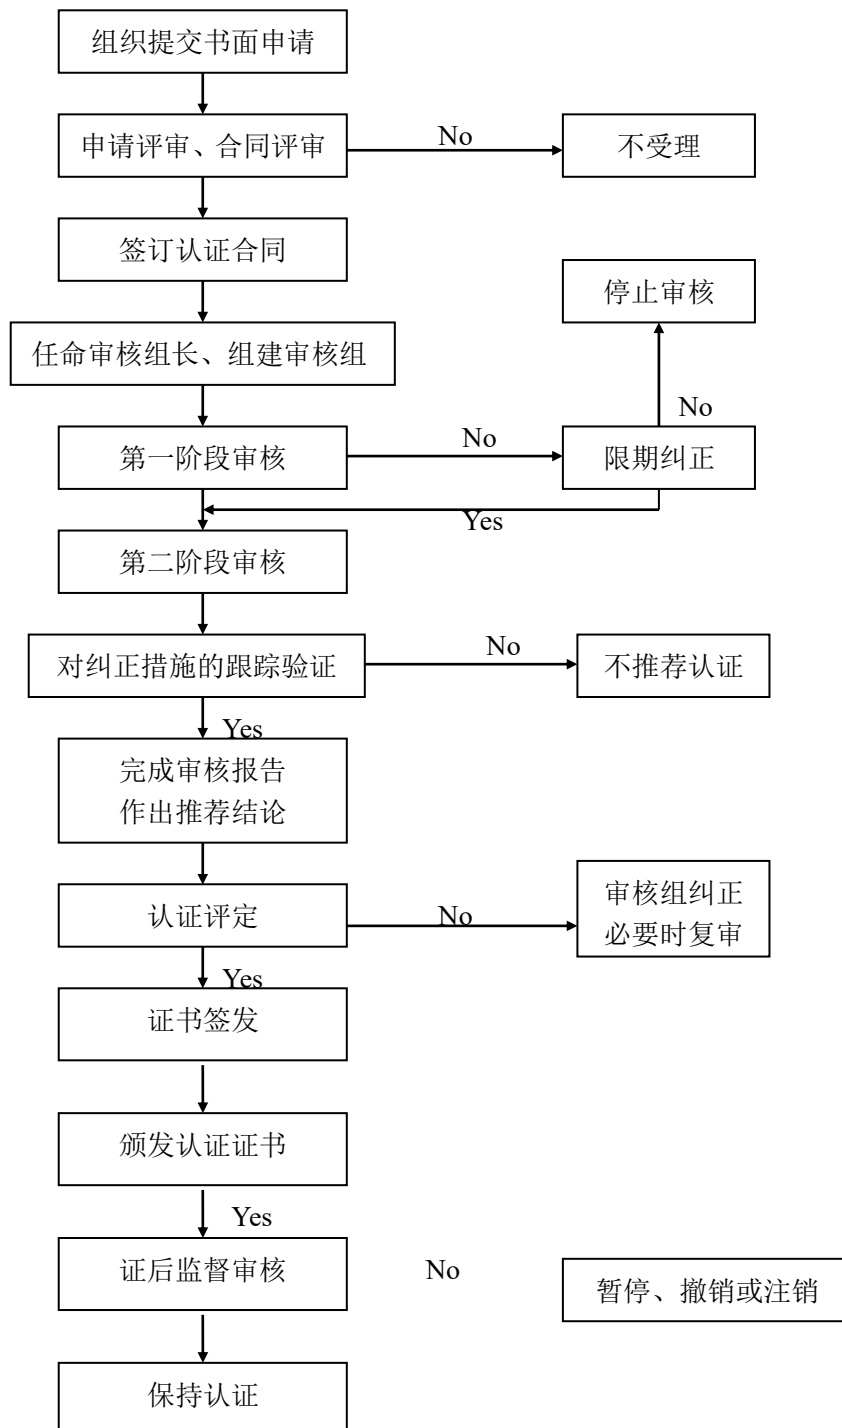 组织提交书面申请
申请评审、合同评审
No
不受理
签订认证合同
停止审核
任命审核组长、组建审核组
No
第一阶段审核
No
限期纠正
Yes
第二阶段审核
对纠正措施的跟踪验证
No
不推荐认证
Yes
完成审核报告
作出推荐结论
认证评定
No
审核组纠正
必要时复审
Yes
证书签发
颁发认证证书
Yes
证后监督审核
No
暂停、撤销或注销
保持认证